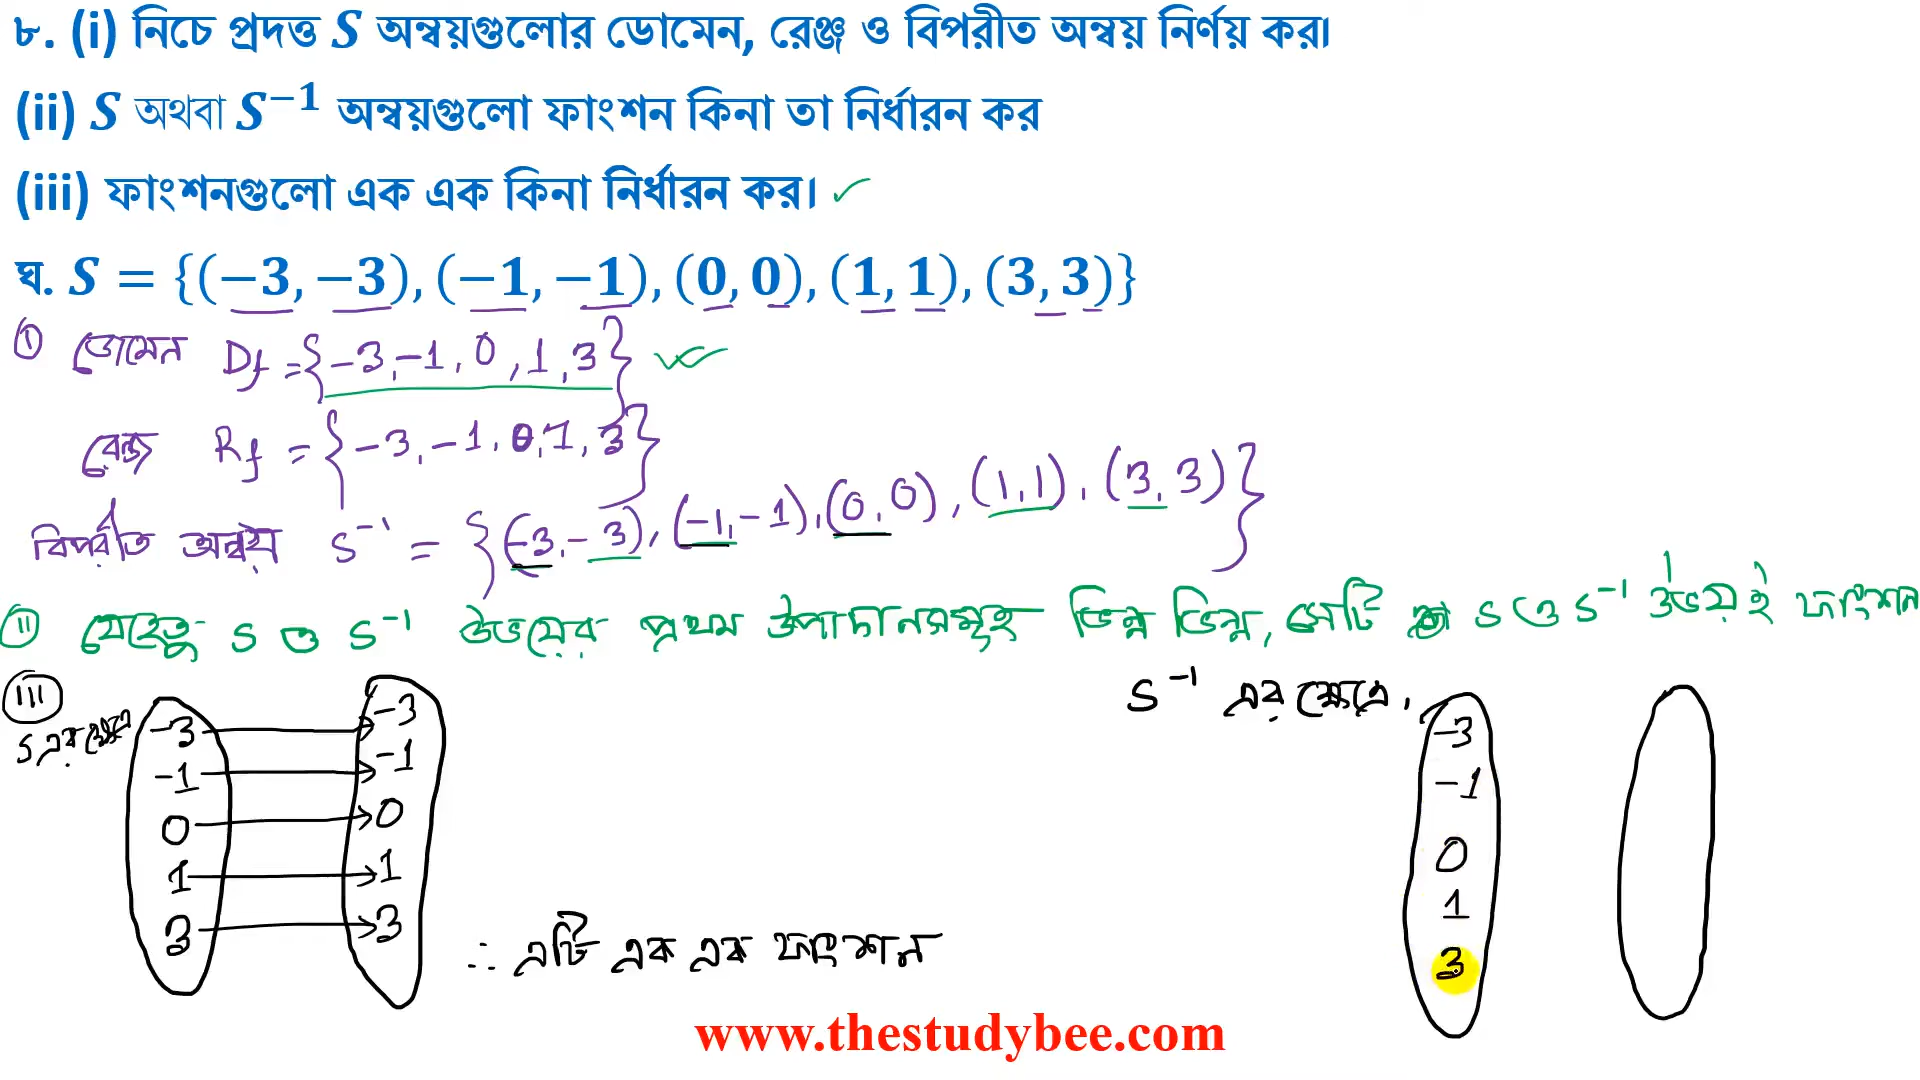 ৮. (i) নিচে প্রদত্ত S অন্বয়গুলোর ডোমেন, রেঞ্জ ও বিপরীত অন্বয় নির্ণয় কর।
(ii) S অথবা S⁻¹ অন্বয়গুলো ফাংশন কিনা তা নির্ধারন কর
(iii) ফাংশনগুলো এক এক কিনা নির্ধারন কর।
ঘ. S = {(−3, −3), (−1, −1), (0, 0), (1, 1), (3, 3)}
(i) ডোমেন Df = {-3, -1, 0, 1, 3}
রেন্জ Rf = {-3, -1, 0, 1, 3}
বিপরীত অন্বয় S⁻¹ = {(-3, -3), (-1, -1), (0, 0), (1, 1), (3, 3)}
(ii) যেহেতু S ও S⁻¹ উভয়ের প্রথম উপাদানসমূহ ভিন্ন ভিন্ন, সেটি S ও S⁻¹ উভয়ই ফাংশন
(iii)
S এর ক্ষেত্রে
-3 -3
-1 -1
0 0
1 1
3 3
∴ এটি এক এক ফাংশন
S⁻¹ এর ক্ষেত্রে,
-3
-1
0
1
3
www.thestudybee.com